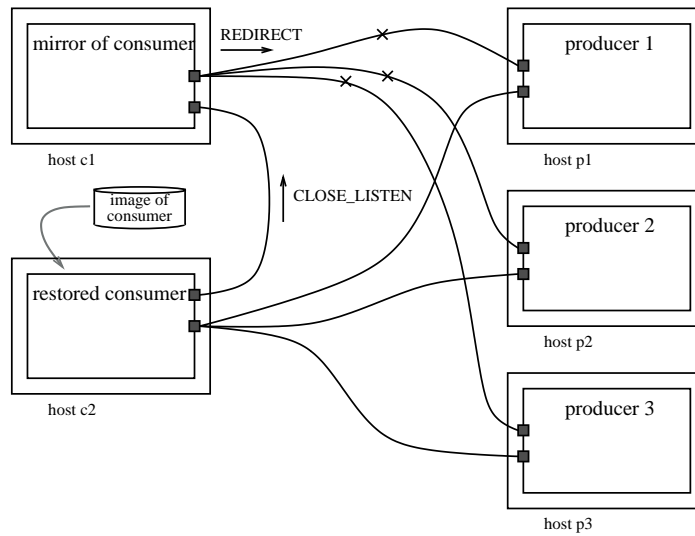 mirror of consumer
REDIRECT
producer 1
host c1
host p1
image of
consumer
CLOSE_LISTEN
producer 2
restored consumer
host p2
host c2
producer 3
host p3